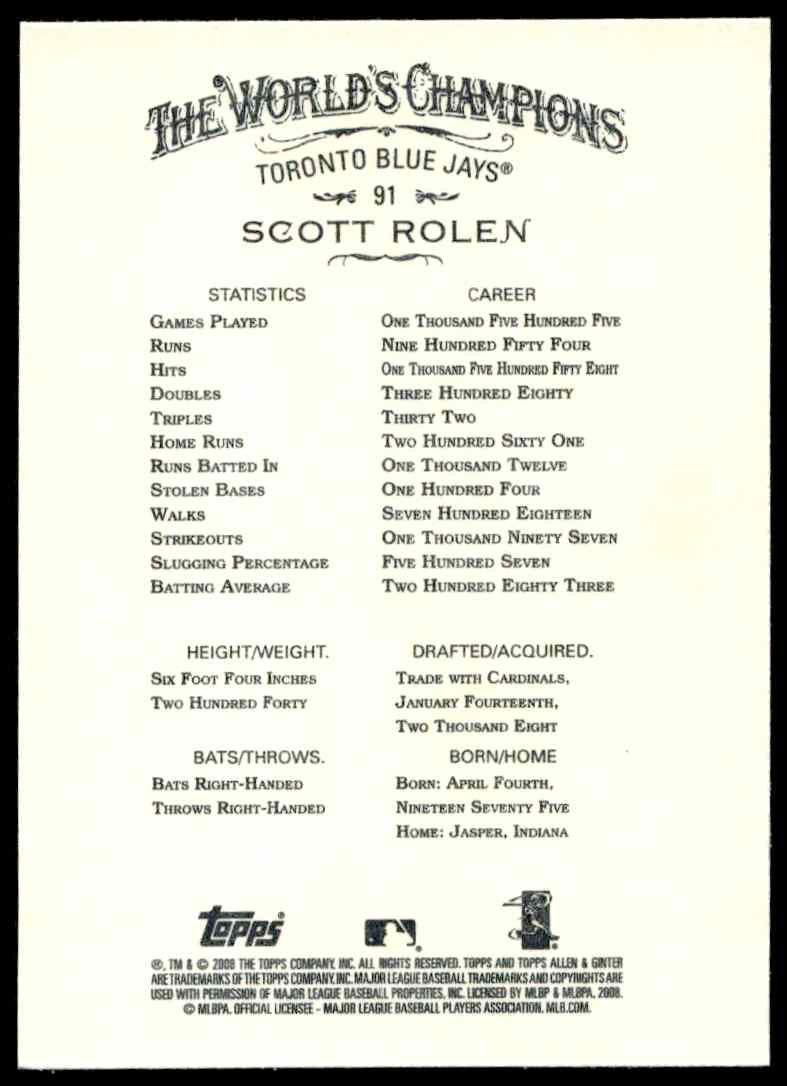 THE WORLD'S CHAMPIONS
TORONTO BLUE JAYS®
91
SCOTT ROLEN
STATISTICS CAREER
GAMES PLAYED ONE THOUSAND FIVE HUNDRED FIVE
RUNS NINE HUNDRED FIFTY FOUR
HITS ONE THOUSAND FIVE HUNDRED FIFTY EIGHT
DOUBLES THREE HUNDRED EIGHTY
TRIPLES THIRTY TWO
HOME RUNS TWO HUNDRED SIXTY ONE
RUNS BATTED IN ONE THOUSAND TWELVE
STOLEN BASES ONE HUNDRED FOUR
WALKS SEVEN HUNDRED EIGHTEEN
STRIKEOUTS ONE THOUSAND NINETY SEVEN
SLUGGING PERCENTAGE FIVE HUNDRED SEVEN
BATTING AVERAGE TWO HUNDRED EIGHTY THREE
HEIGHT/WEIGHT.
SIX FOOT FOUR INCHES
TWO HUNDRED FORTY
DRAFTED/ACQUIRED.
TRADE WITH CARDINALS,
JANUARY FOURTEENTH,
TWO THOUSAND EIGHT
BATS/THROWS.
BATS RIGHT-HANDED
THROWS RIGHT-HANDED
BORN/HOME
BORN: APRIL FOURTH,
NINETEEN SEVENTY FIVE
HOME: JASPER, INDIANA
Topps
®, TM & © 2008 THE TOPPS COMPANY, INC. ALL RIGHTS RESERVED. TOPPS AND TOPPS ALLEN & GINTER
ARE TRADEMARKS OF THE TOPPS COMPANY, INC. MAJOR LEAGUE BASEBALL TRADEMARKS AND COPYRIGHTS ARE
USED WITH PERMISSION OF MAJOR LEAGUE BASEBALL PROPERTIES, INC. LICENSED BY MLBP & MLBPA, 2008.
© MLBPA. OFFICIAL LICENSEE - MAJOR LEAGUE BASEBALL PLAYERS ASSOCIATION. MLB.COM.